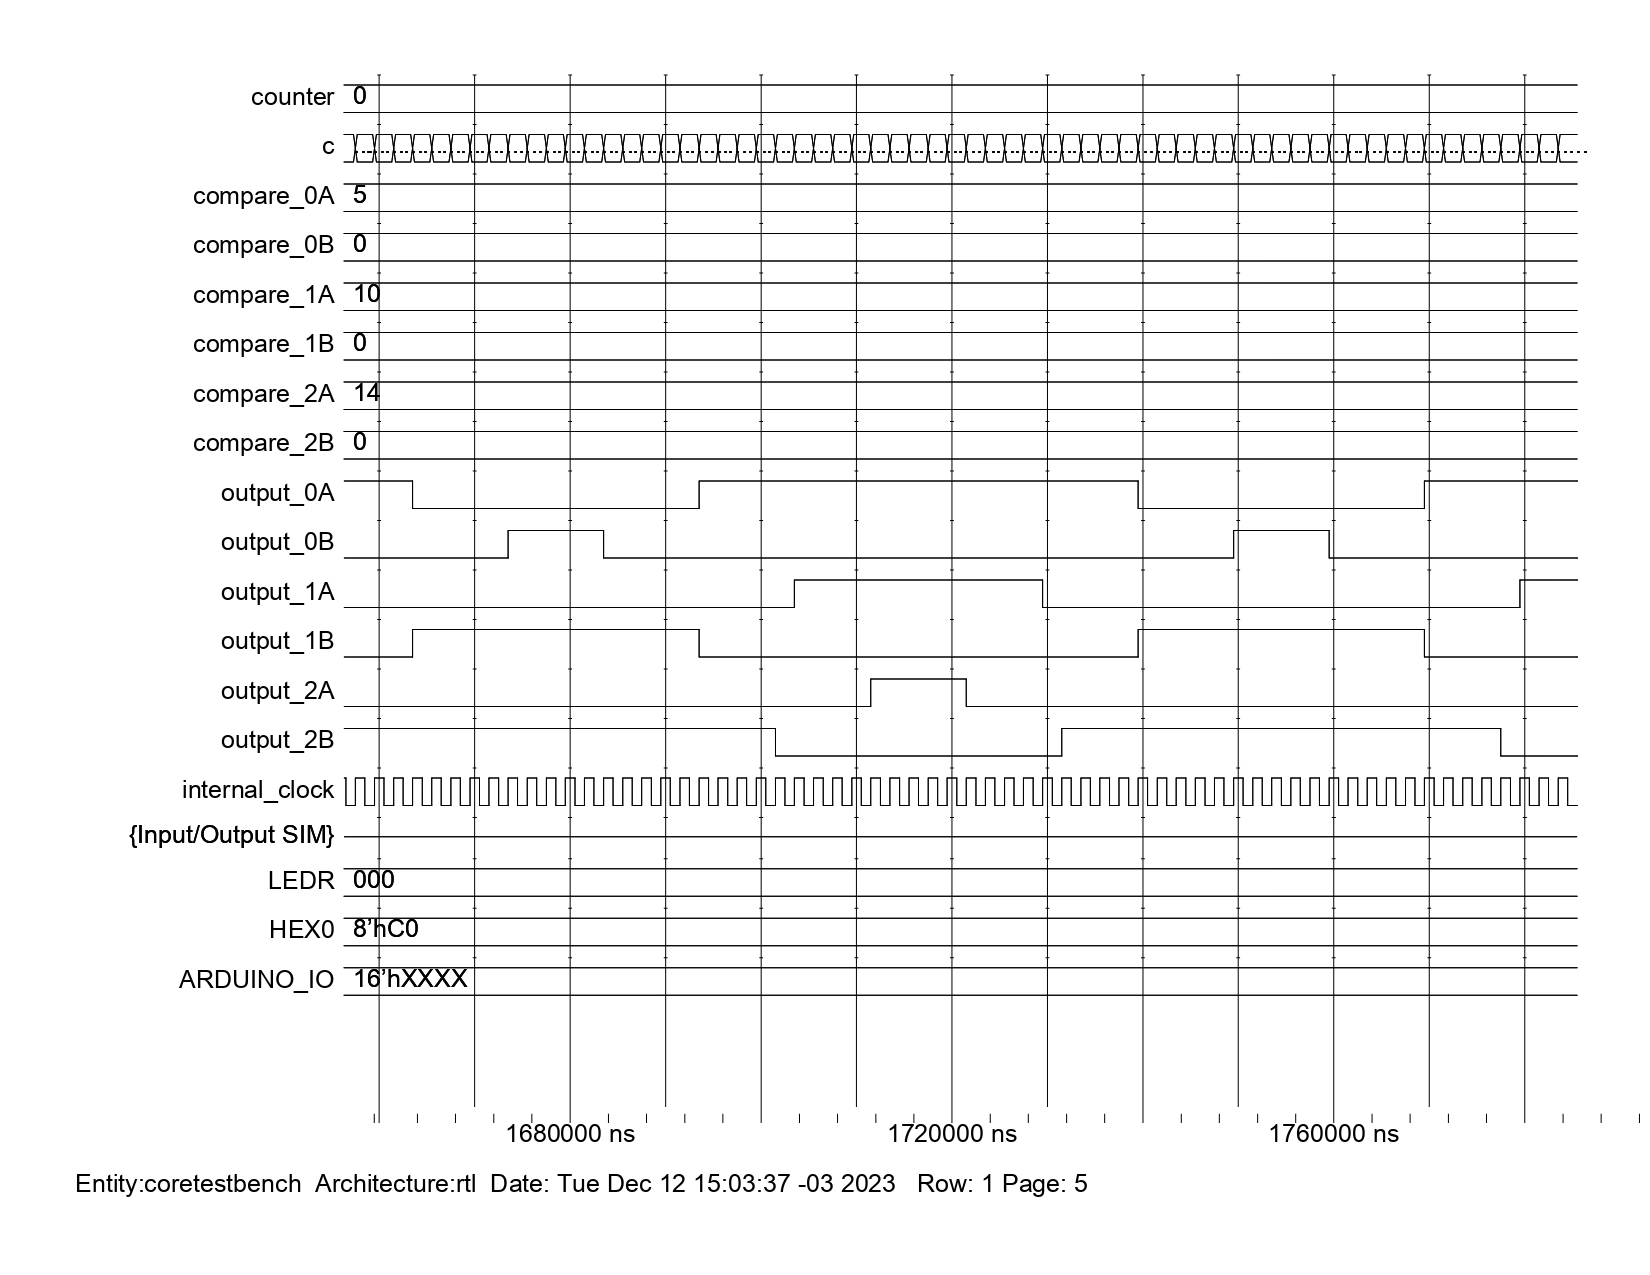 counter 0
c
compare_0A 5
compare_0B 0
compare_1A 10
compare_1B 0
compare_2A 14
compare_2B 0
output_0A
output_0B
output_1A
output_1B
output_2A
output_2B
internal_clock
{Input/Output SIM}
LEDR 000
HEX0 8'hC0
ARDUINO_IO 16'hXXXX
1680000 ns 1720000 ns 1760000 ns
Entity:coretestbench Architecture:rtl Date: Tue Dec 12 15:03:37 -03 2023 Row: 1 Page: 5